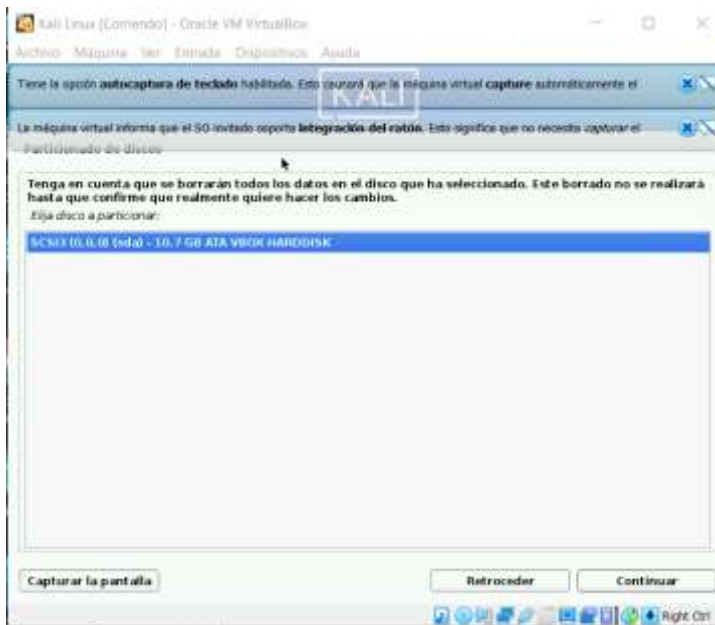 Kali Linux [Corriendo] - Oracle VM VirtualBox
Archivo Máquina Ver Entrada Dispositivos Ayuda
Tiene la opción autocaptura de teclado habilitada. Esto causará que la máquina virtual capture automáticamente el
KALI
La máquina virtual informa que el SO invitado soporta integración del ratón. Esto significa que no necesita capturar el
Particionado de discos
Tenga en cuenta que se borrarán todos los datos en el disco que ha seleccionado. Este borrado no se realizará
hasta que confirme que realmente quiere hacer los cambios.
Elija disco a particionar:
SCSI3 (0,0,0) (sda) - 10.7 GB ATA VBOX HARDDISK
Capturar la pantalla
Retroceder
Continuar
Right Ctrl